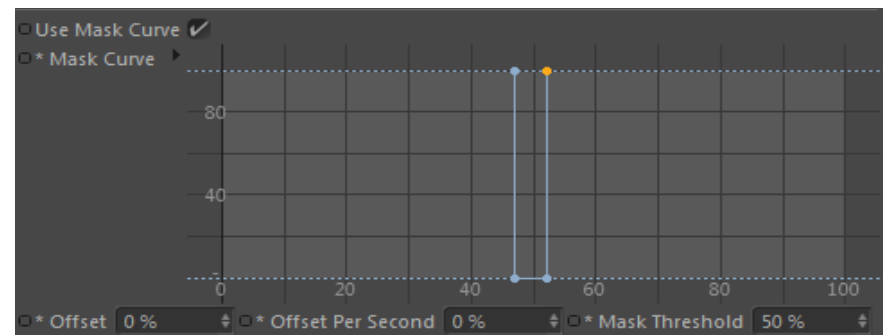 Use Mask Curve
* Mask Curve
80
40
0 20 40 60 80 100
* Offset 0 % * Offset Per Second 0 % * Mask Threshold 50 %